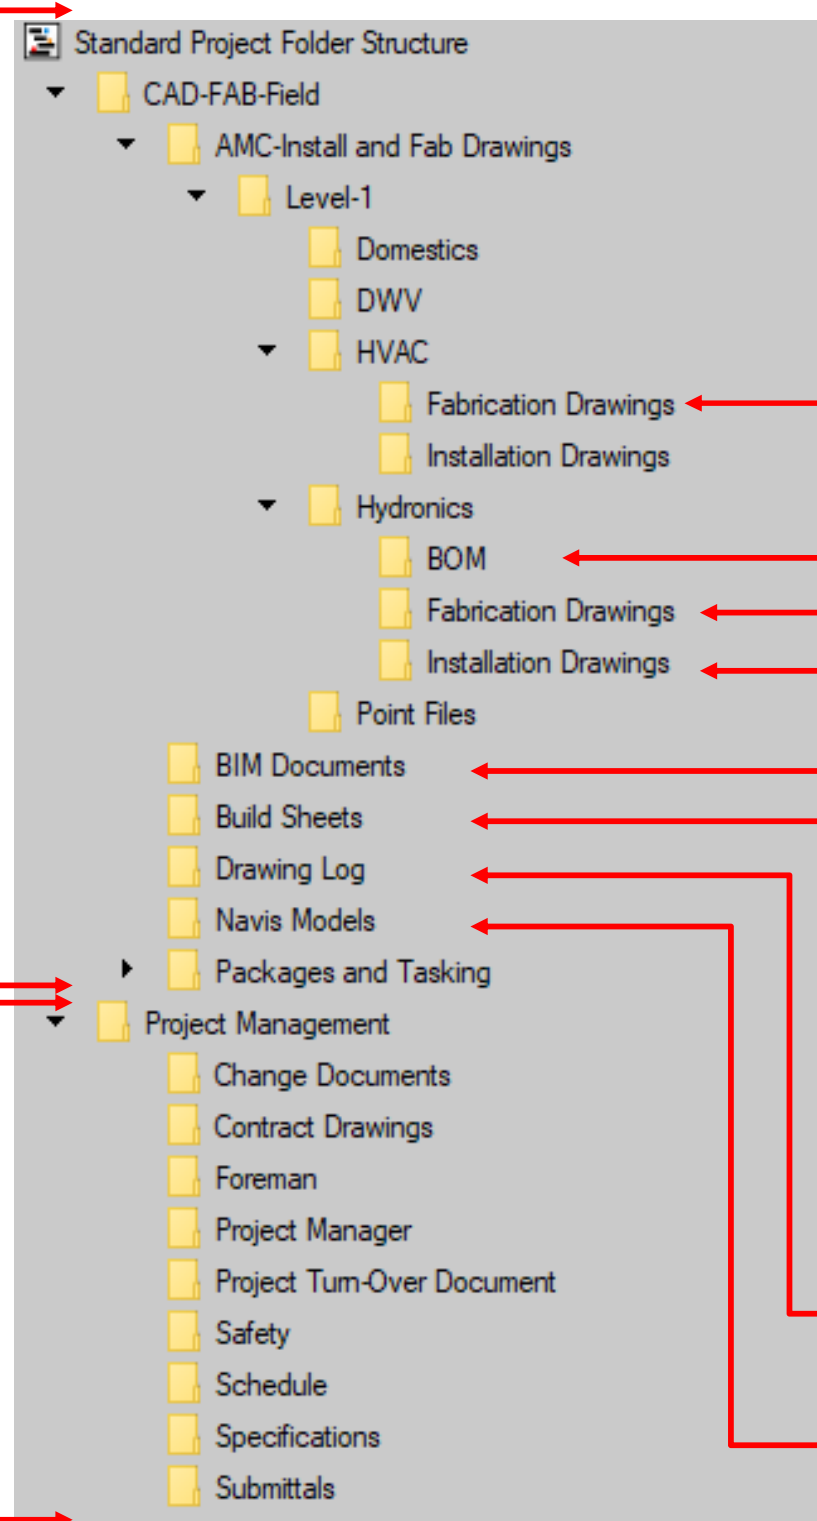 Standard Project Folder Structure
CAD-FAB-Field
AMC-Install and Fab Drawings
Level-1
Domestics
DWV
HVAC
Fabrication Drawings
Installation Drawings
Hydronics
BOM
Fabrication Drawings
Installation Drawings
Point Files
BIM Documents
Build Sheets
Drawing Log
Navis Models
Packages and Tasking
Project Management
Change Documents
Contract Drawings
Foreman
Project Manager
Project Turn-Over Document
Safety
Schedule
Specifications
Submittals